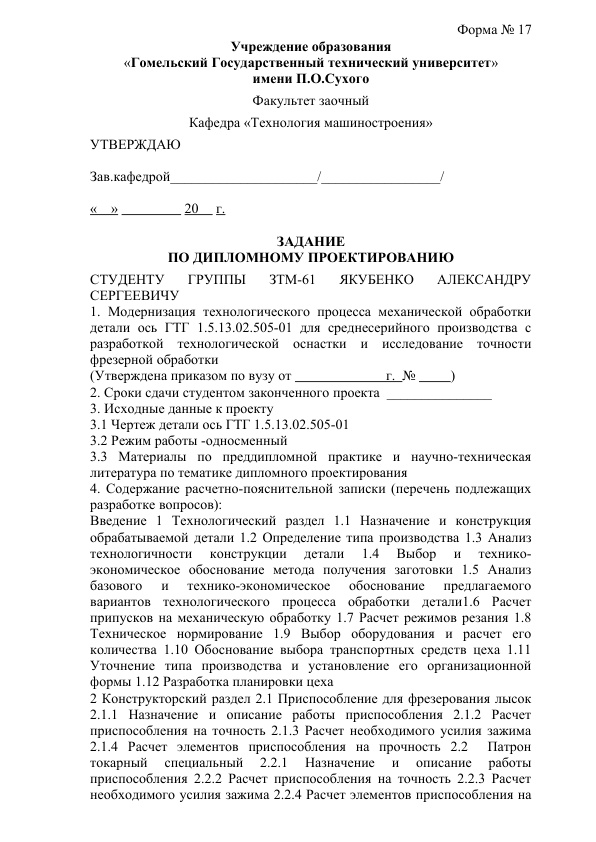 Форма № 17
Учреждение образования
«Гомельский Государственный технический университет»
имени П.О.Сухого
Факультет заочный
Кафедра «Технология машиностроения»
УТВЕРЖДАЮ
Зав.кафедрой_____________________/_________________/
«__» ________ 20__ г.
ЗАДАНИЕ
ПО ДИПЛОМНОМУ ПРОЕКТИРОВАНИЮ
СТУДЕНТУ ГРУППЫ ЗТМ-61 ЯКУБЕНКО АЛЕКСАНДРУ
СЕРГЕЕВИЧУ
1. Модернизация технологического процесса механической обработки
детали ось ГТГ 1.5.13.02.505-01 для среднесерийного производства с
разработкой технологической оснастки и исследование точности
фрезерной обработки
(Утверждена приказом по вузу от _____________ г. № ____)
2. Сроки сдачи студентом законченного проекта _______________
3. Исходные данные к проекту
3.1 Чертеж детали ось ГТГ 1.5.13.02.505-01
3.2 Режим работы -односменный
3.3 Материалы по преддипломной практике и научно-техническая
литература по тематике дипломного проектирования
4. Содержание расчетно-пояснительной записки (перечень подлежащих
разработке вопросов):
Введение 1 Технологический раздел 1.1 Назначение и конструкция
обрабатываемой детали 1.2 Определение типа производства 1.3 Анализ
технологичности конструкции детали 1.4 Выбор и технико-
экономическое обоснование метода получения заготовки 1.5 Анализ
базового и технико-экономическое обоснование предлагаемого
вариантов технологического процесса обработки детали1.6 Расчет
припусков на механическую обработку 1.7 Расчет режимов резания 1.8
Техническое нормирование 1.9 Выбор оборудования и расчет его
количества 1.10 Обоснование выбора транспортных средств цеха 1.11
Уточнение типа производства и установление его организационной
формы 1.12 Разработка планировки цеха
2 Конструкторский раздел 2.1 Приспособление для фрезерования лысок
2.1.1 Назначение и описание работы приспособления 2.1.2 Расчет
приспособления на точность 2.1.3 Расчет необходимого усилия зажима
2.1.4 Расчет элементов приспособления на прочность 2.2 Патрон
токарный специальный 2.2.1 Назначение и описание работы
приспособления 2.2.2 Расчет приспособления на точность 2.2.3 Расчет
необходимого усилия зажима 2.2.4 Расчет элементов приспособления на